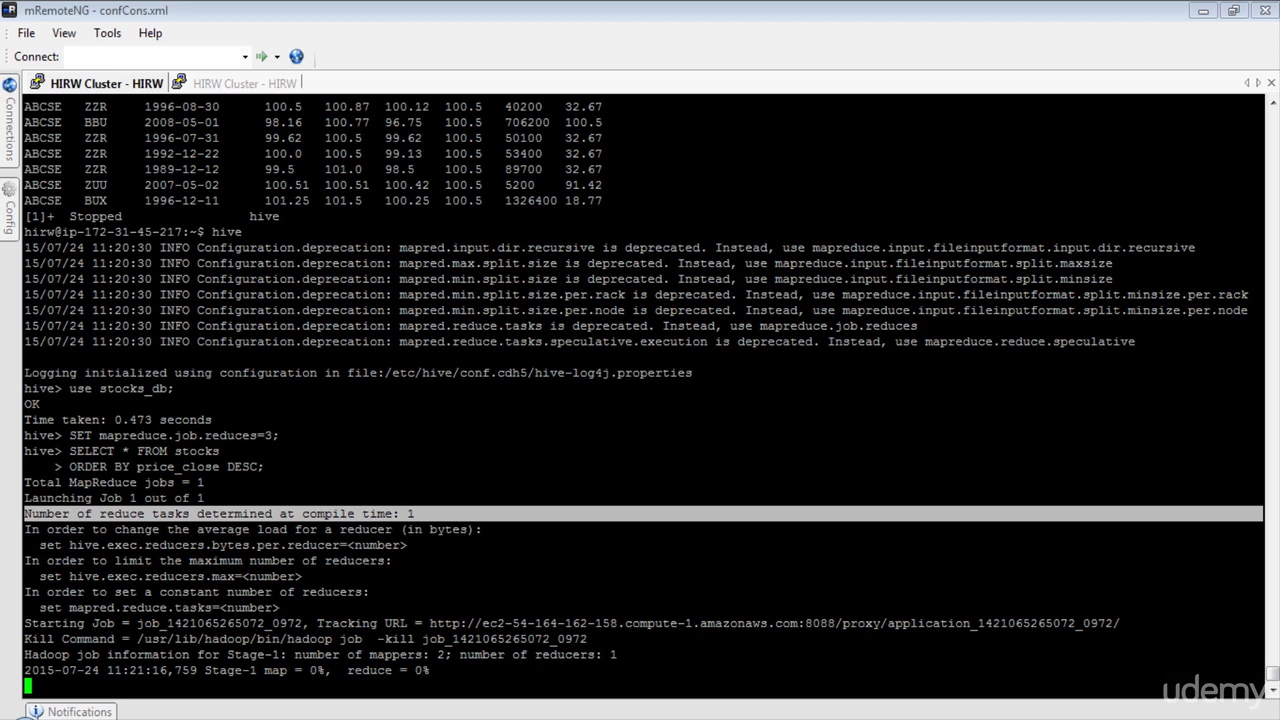 mRemoteNG - confCons.xml
File View Tools Help
Connect:
HIRW Cluster - HIRW HIRW Cluster - HIRW
Connections
Config
ABCSE ZZR 1996-08-30 100.5 100.87 100.12 100.5 40200 32.67
ABCSE BBU 2008-05-01 98.16 100.77 96.75 100.5 706200 100.5
ABCSE ZZR 1996-07-31 99.62 100.5 99.62 100.5 50100 32.67
ABCSE ZZR 1992-12-22 100.0 100.5 99.13 100.5 53400 32.67
ABCSE ZZR 1989-12-12 99.5 101.0 98.5 100.5 89700 32.67
ABCSE ZUU 2007-05-02 100.51 100.51 100.42 100.5 5200 91.42
ABCSE BUX 1996-12-11 101.25 101.5 100.25 100.5 1326400 18.77
[1]+ Stopped hive
hirw@ip-172-31-45-217:~$ hive
15/07/24 11:20:30 INFO Configuration.deprecation: mapred.input.dir.recursive is deprecated. Instead, use mapreduce.input.fileinputformat.input.dir.recursive
15/07/24 11:20:30 INFO Configuration.deprecation: mapred.max.split.size is deprecated. Instead, use mapreduce.input.fileinputformat.split.maxsize
15/07/24 11:20:30 INFO Configuration.deprecation: mapred.min.split.size is deprecated. Instead, use mapreduce.input.fileinputformat.split.minsize
15/07/24 11:20:30 INFO Configuration.deprecation: mapred.min.split.size.per.rack is deprecated. Instead, use mapreduce.input.fileinputformat.split.minsize.per.rack
15/07/24 11:20:30 INFO Configuration.deprecation: mapred.min.split.size.per.node is deprecated. Instead, use mapreduce.input.fileinputformat.split.minsize.per.node
15/07/24 11:20:30 INFO Configuration.deprecation: mapred.reduce.tasks is deprecated. Instead, use mapreduce.job.reduces
15/07/24 11:20:30 INFO Configuration.deprecation: mapred.reduce.tasks.speculative.execution is deprecated. Instead, use mapreduce.reduce.speculative
Logging initialized using configuration in file:/etc/hive/conf.cdh5/hive-log4j.properties
hive> use stocks_db;
OK
Time taken: 0.473 seconds
hive> SET mapreduce.job.reduces=3;
hive> SELECT * FROM stocks
> ORDER BY price_close DESC;
Total MapReduce jobs = 1
Launching Job 1 out of 1
Number of reduce tasks determined at compile time: 1
In order to change the average load for a reducer (in bytes):
set hive.exec.reducers.bytes.per.reducer=<number>
In order to limit the maximum number of reducers:
set hive.exec.reducers.max=<number>
In order to set a constant number of reducers:
set mapred.reduce.tasks=<number>
Starting Job = job_1421065265072_0972, Tracking URL = http://ec2-54-164-162-158.compute-1.amazonaws.com:8088/proxy/application_1421065265072_0972/
Kill Command = /usr/lib/hadoop/bin/hadoop job -kill job_1421065265072_0972
Hadoop job information for Stage-1: number of mappers: 2; number of reducers: 1
2015-07-24 11:21:16,759 Stage-1 map = 0%, reduce = 0%
udemy
Notifications